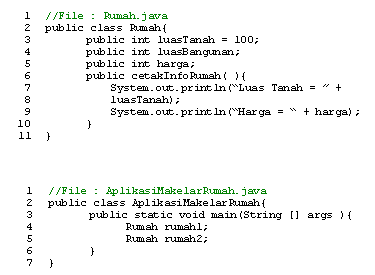 1 //File : Rumah.java
2 public class Rumah{
3 public int luasTanah = 100;
4 public int luasBangunan;
5 public int harga;
6 public cetakInfoRumah( ){
7 System.out.println(“Luas Tanah = ” +
8 luasTanah);
9 System.out.println(“Harga = “ + harga);
10 }
11 }
1 //File : AplikasiMakelarRumah.java
2 public class AplikasiMakelarRumah{
3 public static void main(String [] args ){
4 Rumah rumah1;
5 Rumah rumah2;
6 }
7 }